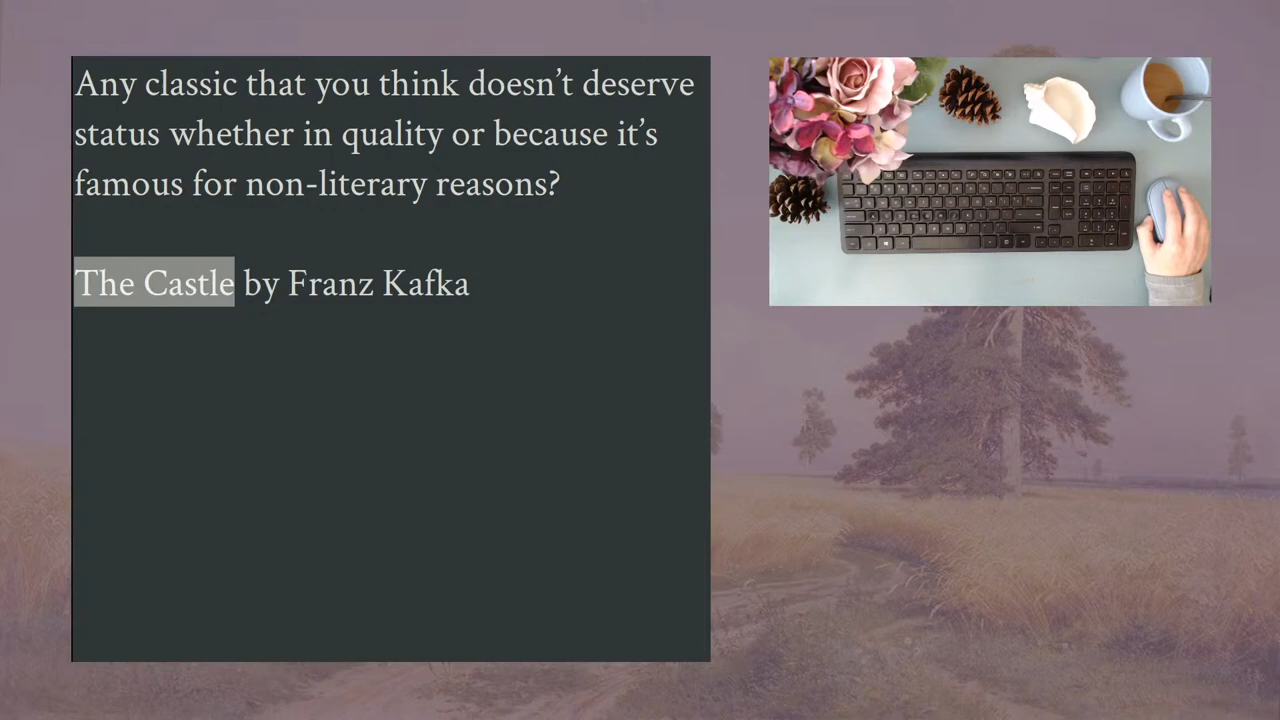 Any classic that you think doesn’t deserve
status whether in quality or because it’s
famous for non-literary reasons?
The Castle by Franz Kafka